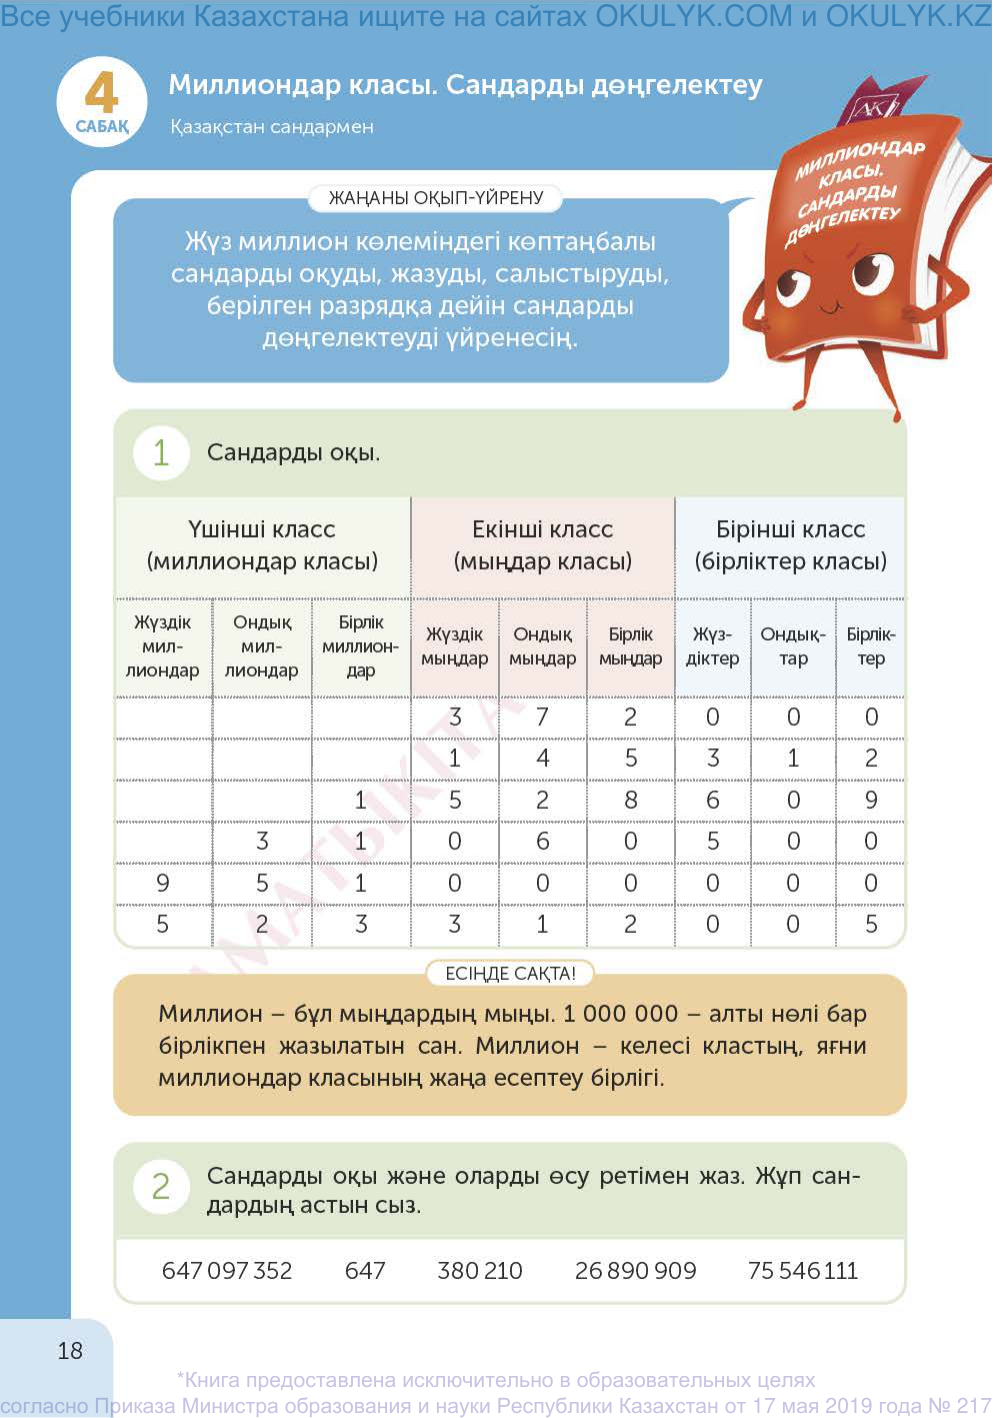 Все учебники Казахстана ищите на сайтах OKULYK.COM и OKULYK.KZ
4
САБАҚ
Миллиондар класы. Сандарды дөңгелектеу
Қазақстан сандармен
АК
МИЛЛИОНДАР
КЛАСЫ.
САНДАРДЫ
ДӨҢГЕЛЕКТЕУ
ЖАҢАНЫ ОҚЫП-ҮЙРЕНУ
Жүз миллион көлеміндегі көптаңбалы
сандарды оқуды, жазуды, салыстыруды,
берілген разрядқа дейін сандарды
дөңгелектеуді үйренесің.
1 Сандарды оқы.
Үшінші класс Екінші класс Бірінші класс
(миллиондар класы) (мыңдар класы) (бірліктер класы)
Жүздік Ондық Бірлік Жүздік Ондық Бірлік Жүз- Ондық- Бірлік-
мил- мил- миллион- мыңдар мыңдар мыңдар діктер тар тер
лиондар лиондар дар
3 7 2 0 0 0
1 4 5 3 1 2
1 5 2 8 6 0 9
3 1 0 6 0 5 0 0
9 5 1 0 0 0 0 0 0
5 2 3 3 1 2 0 0 5
АМАТЫКІТА
ЕСІҢДЕ САҚТА!
Миллион – бұл мыңдардың мыңы. 1 000 000 – алты нөлі бар
бірлікпен жазылатын сан. Миллион – келесі кластың, яғни
миллиондар класының жаңа есептеу бірлігі.
2 Сандарды оқы және оларды өсу ретімен жаз. Жұп сан-
дардың астын сыз.
647 097 352 647 380 210 26 890 909 75 546 111
18
*Книга предоставлена исключительно в образовательных целях
согласно Приказа Министра образования и науки Республики Казахстан от 17 мая 2019 года № 217